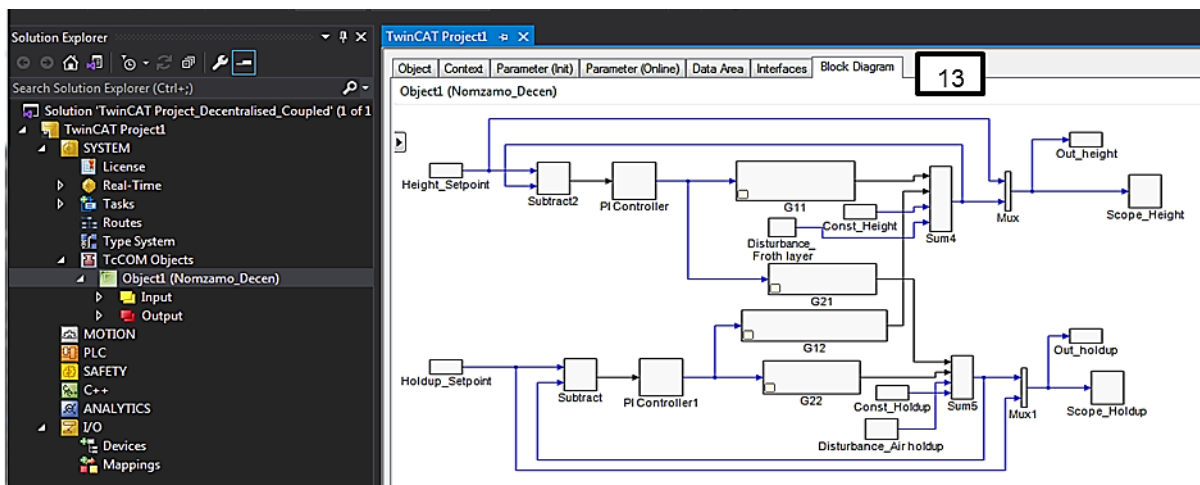 Solution Explorer
Search Solution Explorer (Ctrl+;)
Solution 'TwinCAT Project_Decentralised_Coupled' (1 of 1
TwinCAT Project1
SYSTEM
License
Real-Time
Tasks
Routes
Type System
TcCOM Objects
Object1 (Nomzamo_Decen)
Input
Output
MOTION
PLC
SAFETY
C++
ANALYTICS
I/O
Devices
Mappings
TwinCAT Project1
Object Context Parameter (Init) Parameter (Online) Data Area Interfaces Block Diagram
13
Object1 (Nomzamo_Decen)
Height_Setpoint
Subtract2
PI Controller
G11
Const_Height
Disturbance_
Froth layer
Sum4
Mux
Out_height
Scope_Height
G21
G12
Holdup_Setpoint
Subtract
PI Controller1
G22
Const_Holdup
Disturbance_Air holdup
Sum5
Mux1
Out_holdup
Scope_Holdup